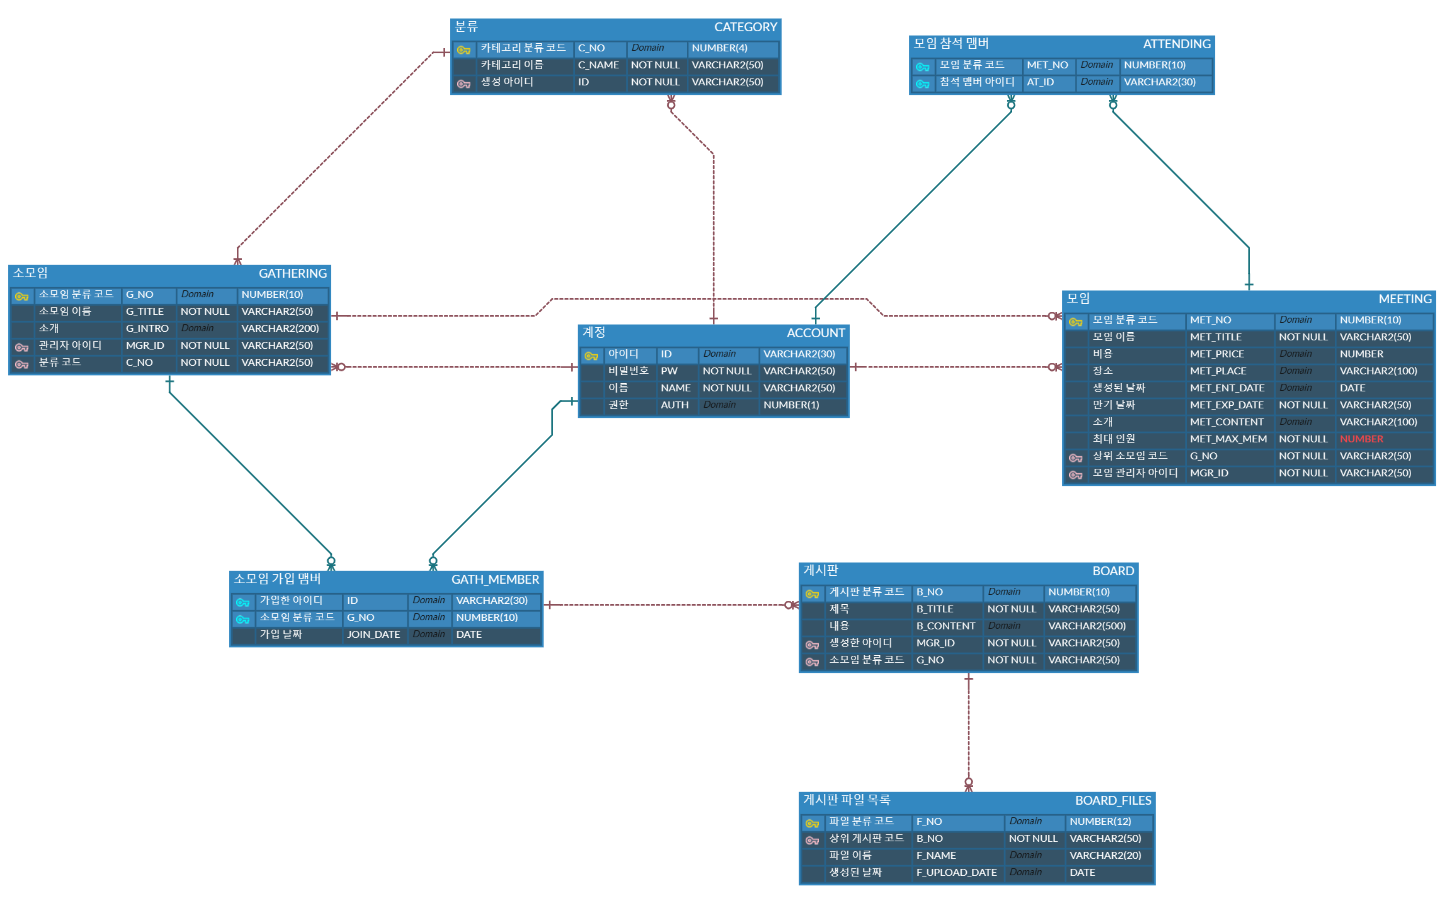 분류 CATEGORY
카테고리 분류 코드 C_NO Domain NUMBER(4)
카테고리 이름 C_NAME NOT NULL VARCHAR2(50)
생성 아이디 ID NOT NULL VARCHAR2(50)
모임 참석 멤버 ATTENDING
모임 분류 코드 MET_NO Domain NUMBER(10)
참석 멤버 아이디 AT_ID Domain VARCHAR2(30)
소모임 GATHERING
소모임 분류 코드 G_NO Domain NUMBER(10)
소모임 이름 G_TITLE NOT NULL VARCHAR2(50)
소개 G_INTRO Domain VARCHAR2(200)
관리자 아이디 MGR_ID NOT NULL VARCHAR2(50)
분류 코드 C_NO NOT NULL VARCHAR2(50)
계정 ACCOUNT
아이디 ID Domain VARCHAR2(30)
비밀번호 PW NOT NULL VARCHAR2(50)
이름 NAME NOT NULL VARCHAR2(50)
권한 AUTH Domain NUMBER(1)
모임 MEETING
모임 분류 코드 MET_NO Domain NUMBER(10)
모임 이름 MET_TITLE NOT NULL VARCHAR2(50)
비용 MET_PRICE Domain NUMBER
장소 MET_PLACE Domain VARCHAR2(100)
생성된 날짜 MET_ENT_DATE Domain DATE
만기 날짜 MET_EXP_DATE NOT NULL VARCHAR2(50)
소개 MET_CONTENT Domain VARCHAR2(100)
최대 인원 MET_MAX_MEM NOT NULL NUMBER
상위 소모임 코드 G_NO NOT NULL VARCHAR2(50)
모임 관리자 아이디 MGR_ID NOT NULL VARCHAR2(50)
소모임 가입 맴버 GATH_MEMBER
가입한 아이디 ID Domain VARCHAR2(30)
소모임 분류 코드 G_NO Domain NUMBER(10)
가입 날짜 JOIN_DATE Domain DATE
게시판 BOARD
게시판 분류 코드 B_NO Domain NUMBER(10)
제목 B_TITLE NOT NULL VARCHAR2(50)
내용 B_CONTENT Domain VARCHAR2(500)
생성한 아이디 MGR_ID NOT NULL VARCHAR2(50)
소모임 분류 코드 G_NO NOT NULL VARCHAR2(50)
게시판 파일 목록 BOARD_FILES
파일 분류 코드 F_NO Domain NUMBER(12)
상위 게시판 코드 B_NO NOT NULL VARCHAR2(50)
파일 이름 F_NAME Domain VARCHAR2(20)
생성된 날짜 F_UPLOAD_DATE Domain DATE